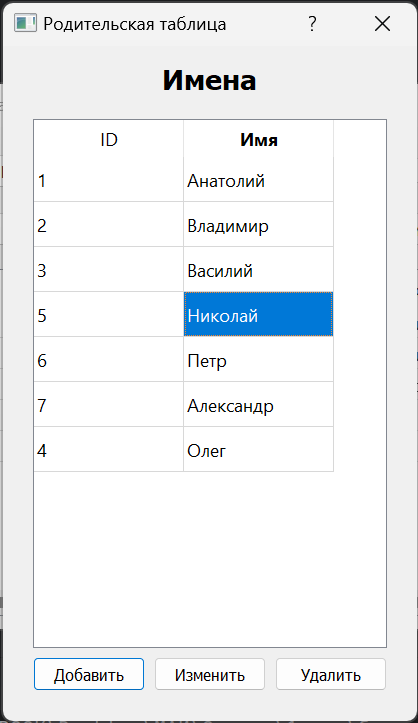 Родительская таблица ?
Имена
ID Имя
1 Анатолий
2 Владимир
3 Василий
5 Николай
6 Петр
7 Александр
4 Олег
Добавить Изменить Удалить